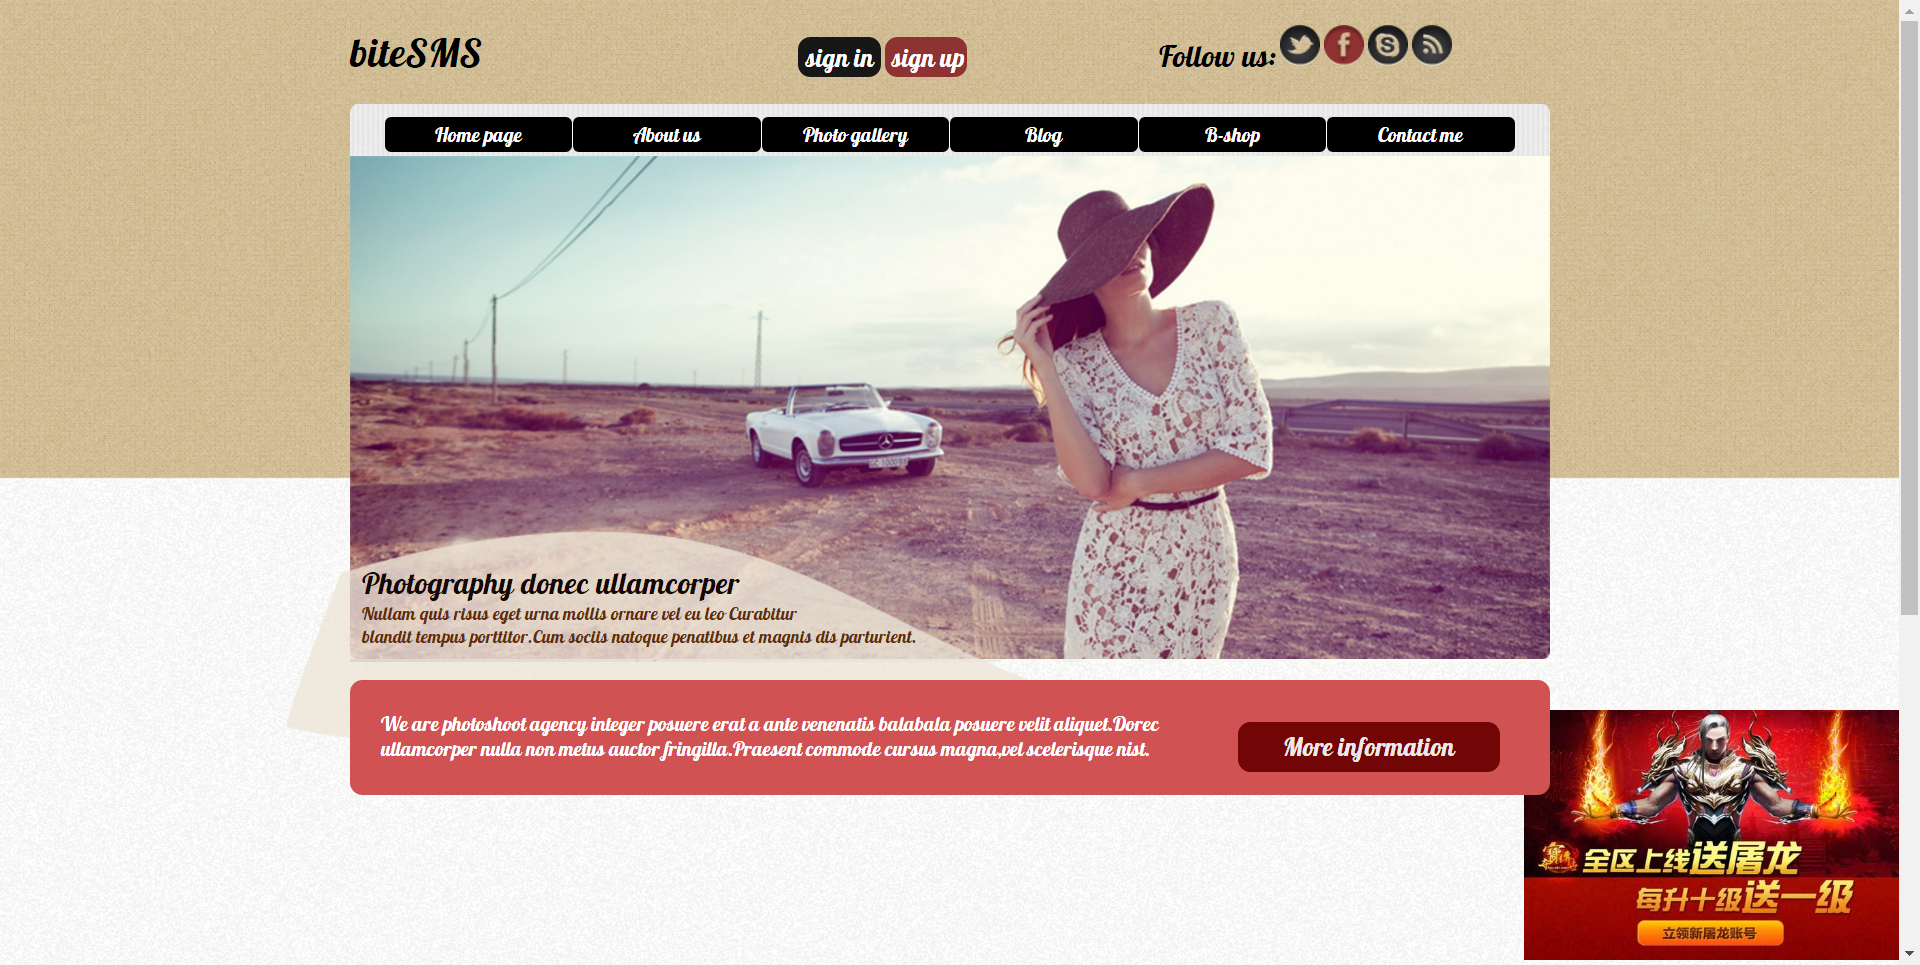 biteSMS
sign in sign up
Follow us:
Home page
About us
Photo gallery
Blog
B-shop
Contact me
Photography donec ullamcorper
Nullam quis risus eget urna mollis ornare vel eu leo Curabitur
blandit tempus porttitor.Cum sociis natoque penatibus et magnis dis parturient.
We are photoshoot agency integer posuere erat a ante venenatis balabala posuere velit aliquet.Dorec
ullamcorper nulla non metus auctor fringilla.Praesent commode cursus magna,vel scelerisque nist.
More information
全区上线送屠龙
每升十级送一级
立领新屠龙账号